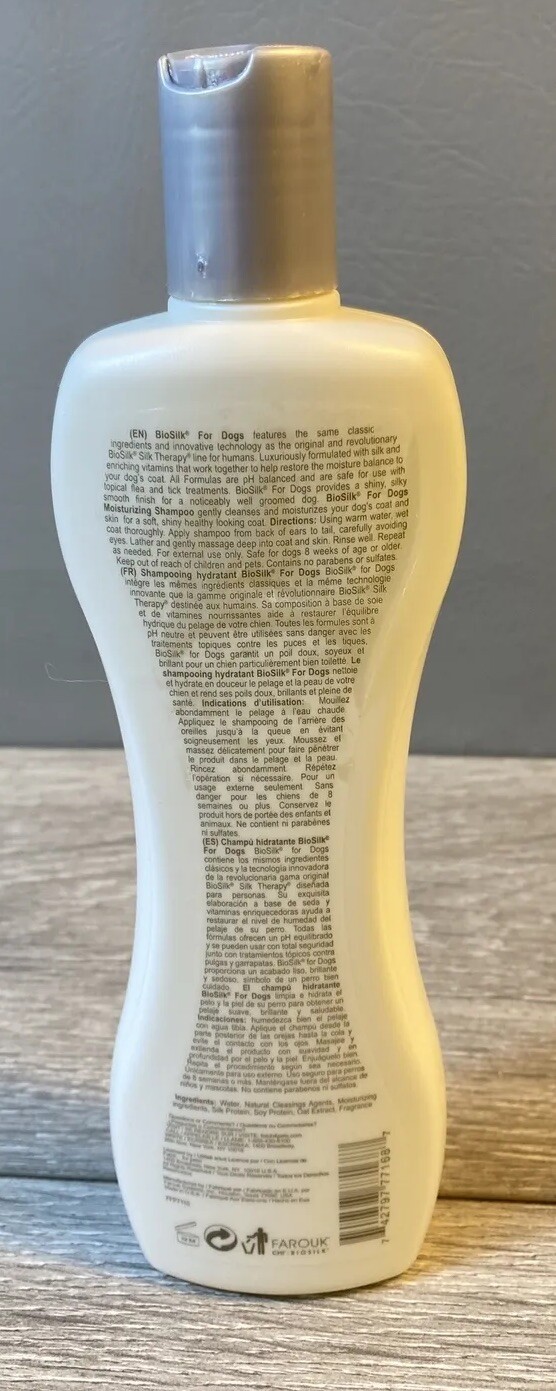 (EN) BioSilk® For Dogs features the same classic
ingredients and innovative technology as the original and revolutionary
BioSilk® Silk Therapy® line for humans. Luxuriously formulated with silk and
enriching vitamins that work together to help restore the moisture balance to
your dog's coat. All Formulas are pH balanced and are safe for use with
topical flea and tick treatments. BioSilk® For Dogs provides a shiny, silky
smooth finish for a noticeably well groomed dog. BioSilk® For Dogs
Moisturizing Shampoo gently cleanses and moisturizes your dog's coat and
skin for a soft, shiny healthy looking coat. Directions: Using warm water, wet
coat thoroughly. Apply shampoo from back of ears to tail, carefully avoiding
eyes. Lather and gently massage deep into coat and skin. Rinse well. Repeat
as needed. For external use only. Safe for dogs 8 weeks of age or older.
Keep out of reach of children and pets. Contains no parabens or sulfates.
(FR) Shampooing hydratant BioSilk® For Dogs BioSilk® for Dogs
intègre les mêmes ingrédients classiques et la même technologie
innovante que la gamme originale et révolutionnaire BioSilk® Silk
Therapy® destinée aux humains. Sa composition à base de soie
et de vitamines nourrissantes aide à restaurer l'équilibre
hydrique du pelage de votre chien. Toutes les formules sont à
pH neutre et peuvent être utilisées sans danger avec les
traitements topiques contre les puces et les tiques.
BioSilk® for Dogs garantit un poil doux, soyeux et
brillant pour un chien particulièrement bien toiletté. Le
shampooing hydratant BioSilk® For Dogs nettoie
et hydrate en douceur le pelage et la peau de votre
chien et rend ses poils doux, brillants et pleine de
santé. Indications d'utilisation: Mouillez
abondamment le pelage à l'eau chaude
Appliquez le shampooing de l'arrière des
oreilles jusqu'à la queue en évitant
soigneusement les yeux. Moussez et
massez délicatement pour faire pénétrer
le produit dans le pelage et la peau.
Rincez abondamment. Répétez
l'opération si nécessaire. Pour un
usage externe seulement. Sans
danger pour les chiens de 8
semaines ou plus. Conservez le
produit hors de portée des enfants et
animaux. Ne contient ni parabènes
ni sulfates.
(ES) Champú hidratante BioSilk®
For Dogs BioSilk® for Dogs
contiene los mismos ingredientes
clásicos y la tecnología innovadora
de la revolucionaria gama original
BioSilk® Silk Therapy® diseñada
para personas. Su exquisita
elaboración a base de seda y
vitaminas enriquecedoras ayuda a
restaurar el nivel de humedad del
pelaje de su perro. Todas las
fórmulas ofrecen un pH equilibrado
y se pueden usar con total seguridad
junto con tratamientos tópicos contra
pulgas y garrapatas. BioSilk® for Dogs
proporciona un acabado liso, brillante
y sedoso, símbolo de un perro bien
cuidado. El champú hidratante
BioSilk® For Dogs limpia e hidrata el
pelo y la piel de su perro para obtener un
pelaje suave, brillante y saludable.
Indicaciones: humedezca bien el pelaje
con agua tibia. Aplique el champú desde la
parte posterior de las orejas hasta la cola y
evite el contacto con los ojos. Masajee y
extienda el producto con suavidad y en
profundidad por el pelo y la piel. Enjuáguelo bien.
Repita el procedimiento según sea necesario.
Únicamente para uso externo. Uso seguro para perros
de 8 semanas o más. Manténgase fuera del alcance de
niños y mascotas. No contiene parabenos ni sulfatos.
Ingredients: Water, Natural Cleansing Agents, Moisturizing
Ingredients, Silk Protein, Soy Protein, Oat Extract, Fragrance
FAROUK
CHI® BIOSILK®
7 42797 77168 7